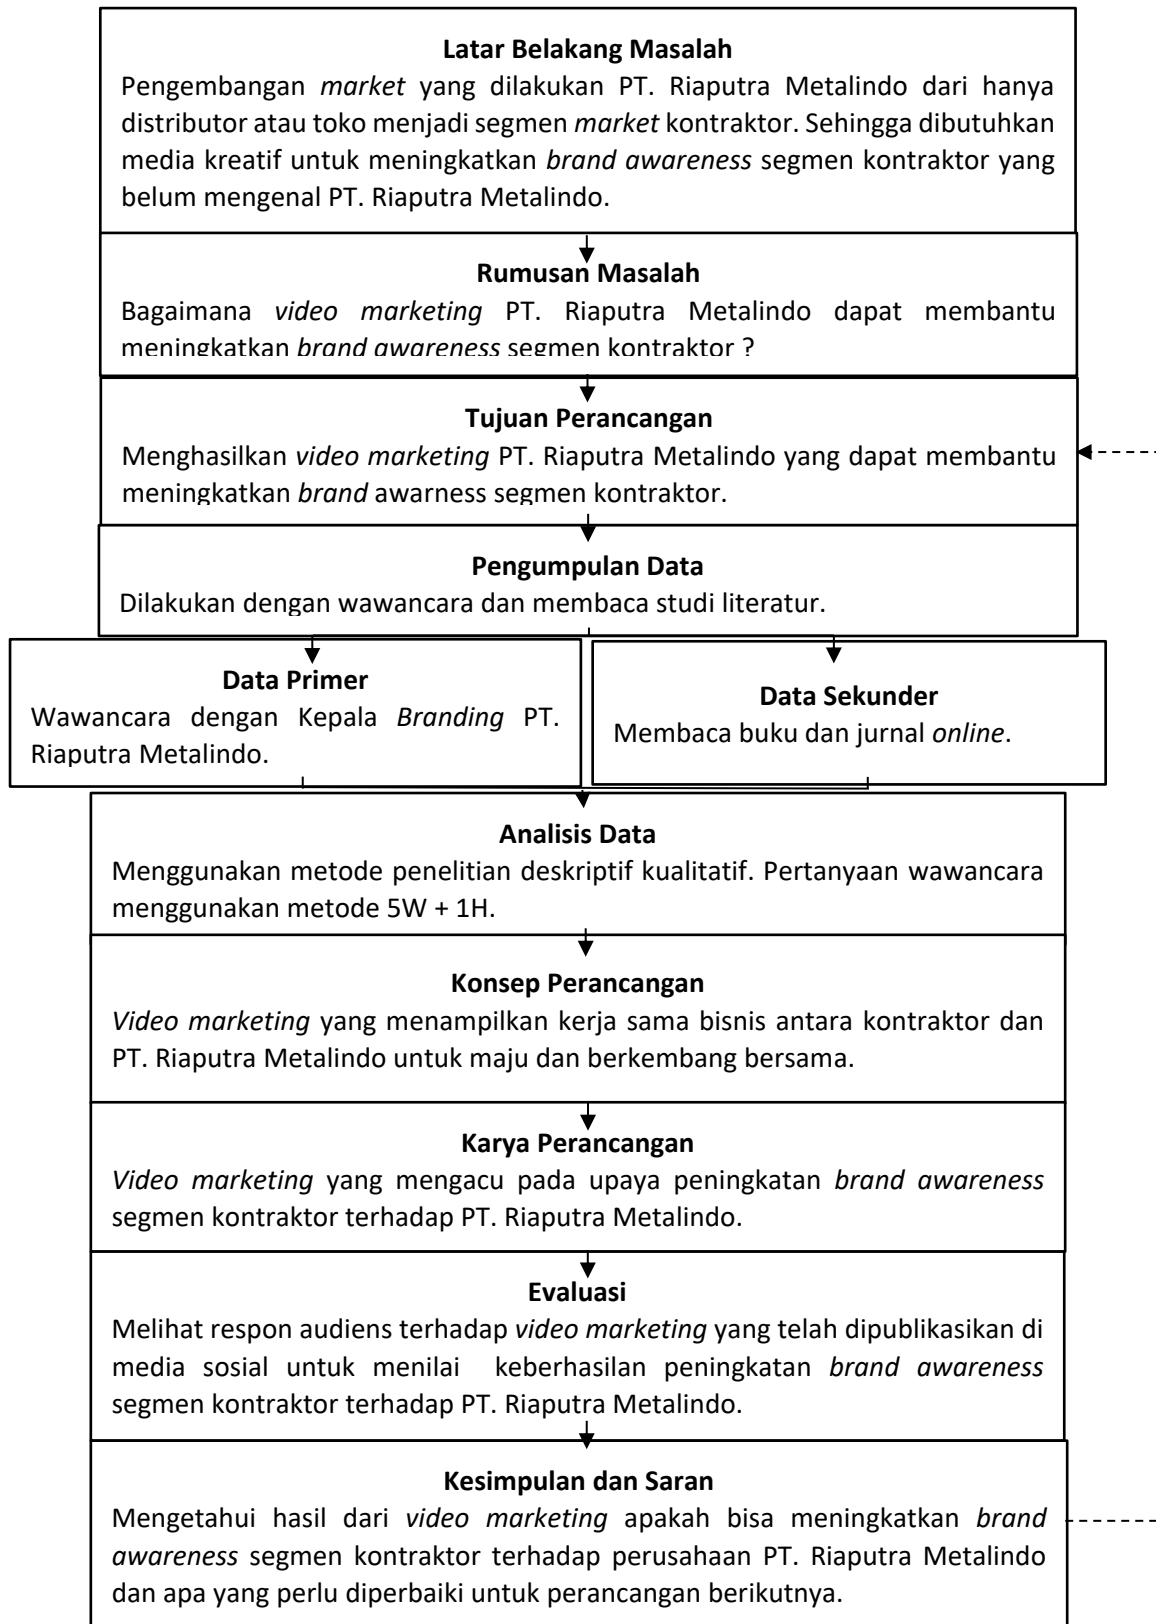 Latar Belakang Masalah
Pengembangan market yang dilakukan PT. Riaputra Metalindo dari hanya
distributor atau toko menjadi segmen market kontraktor. Sehingga dibutuhkan
media kreatif untuk meningkatkan brand awareness segmen kontraktor yang
belum mengenal PT. Riaputra Metalindo.
Rumusan Masalah
Bagaimana video marketing PT. Riaputra Metalindo dapat membantu
meningkatkan brand awareness segmen kontraktor ?
Tujuan Perancangan
Menghasilkan video marketing PT. Riaputra Metalindo yang dapat membantu
meningkatkan brand awarness segmen kontraktor.
Pengumpulan Data
Dilakukan dengan wawancara dan membaca studi literatur.
Data Primer
Wawancara dengan Kepala Branding PT.
Riaputra Metalindo.
Data Sekunder
Membaca buku dan jurnal online.
Analisis Data
Menggunakan metode penelitian deskriptif kualitatif. Pertanyaan wawancara
menggunakan metode 5W + 1H.
Konsep Perancangan
Video marketing yang menampilkan kerja sama bisnis antara kontraktor dan
PT. Riaputra Metalindo untuk maju dan berkembang bersama.
Karya Perancangan
Video marketing yang mengacu pada upaya peningkatan brand awareness
segmen kontraktor terhadap PT. Riaputra Metalindo.
Evaluasi
Melihat respon audiens terhadap video marketing yang telah dipublikasikan di
media sosial untuk menilai keberhasilan peningkatan brand awareness
segmen kontraktor terhadap PT. Riaputra Metalindo.
Kesimpulan dan Saran
Mengetahui hasil dari video marketing apakah bisa meningkatkan brand
awareness segmen kontraktor terhadap perusahaan PT. Riaputra Metalindo
dan apa yang perlu diperbaiki untuk perancangan berikutnya.